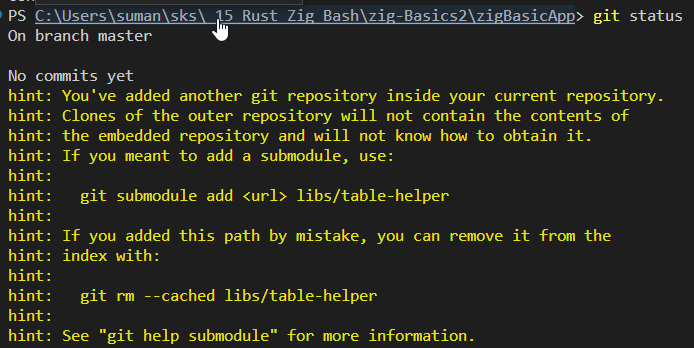 PS C:\Users\suman\sks\_15_Rust_Zig_Bash\zig-Basics2\zigBasicApp> git status
On branch master
No commits yet
hint: You've added another git repository inside your current repository.
hint: Clones of the outer repository will not contain the contents of
hint: the embedded repository and will not know how to obtain it.
hint: If you meant to add a submodule, use:
hint:
hint:   git submodule add <url> libs/table-helper
hint:
hint: If you added this path by mistake, you can remove it from the
hint: index with:
hint:
hint:   git rm --cached libs/table-helper
hint:
hint: See "git help submodule" for more information.